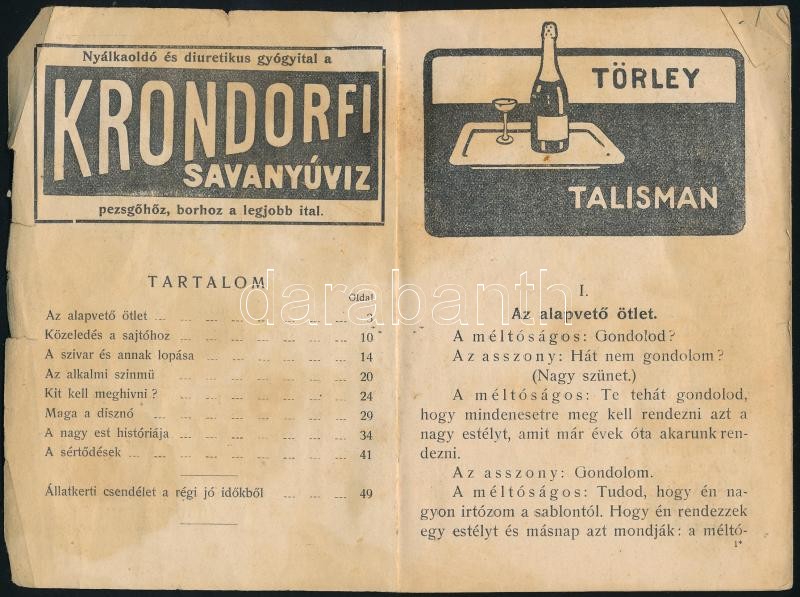 Nyálkaoldó és diuretikus gyógyital a
KRONDORFI
SAVANYÚVIZ
pezsgőhőz, borhoz a legjobb ital.
TARTALOM
Oldal
Az alapvető ötlet 3
Közeledés a sajtóhoz 10
A szivar és annak lopása 14
Az alkalmi szinmü 20
Kit kell meghivni? 24
Maga a disznó 29
A nagy est históriája 34
A sértődések 41
Állatkerti csendélet a régi jó időkből 49
TÖRLEY
TALISMAN
I.
Az alapvető ötlet.
A méltóságos: Gondolod?
Az asszony: Hát nem gondolom?
(Nagy szünet.)
A méltóságos: Te tehát gondolod,
hogy mindenesetre meg kell rendezni azt a
nagy estélyt, amit már évek óta akarunk ren-
dezni.
Az asszony: Gondolom.
A méltóságos: Tudod, hogy én na-
gyon irtózom a sablontól. Hogy én rendezzek
egy estélyt és másnap azt mondják: a méltó-
1*
darabanth